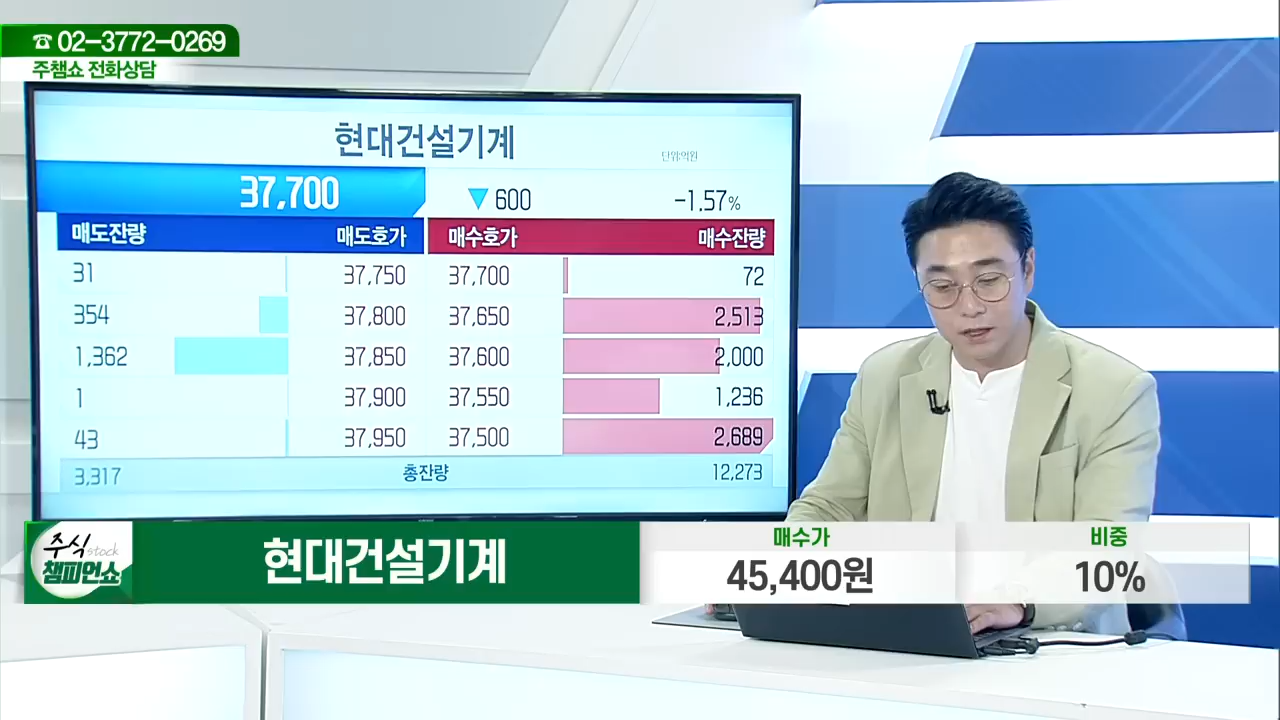 ☎ 02-3772-0269
주챔쇼 전화상담
현대건설기계
단위:억원
37,700 ▼ 600 -1.57%
매도잔량 매도호가 매수호가 매수잔량
31 37,750 37,700 72
354 37,800 37,650 2,513
1,362 37,850 37,600 2,000
1 37,900 37,550 1,236
43 37,950 37,500 2,689
3,317 총잔량 12,273
주식 stock
챔피언쇼
현대건설기계
매수가 비중
45,400원 10%